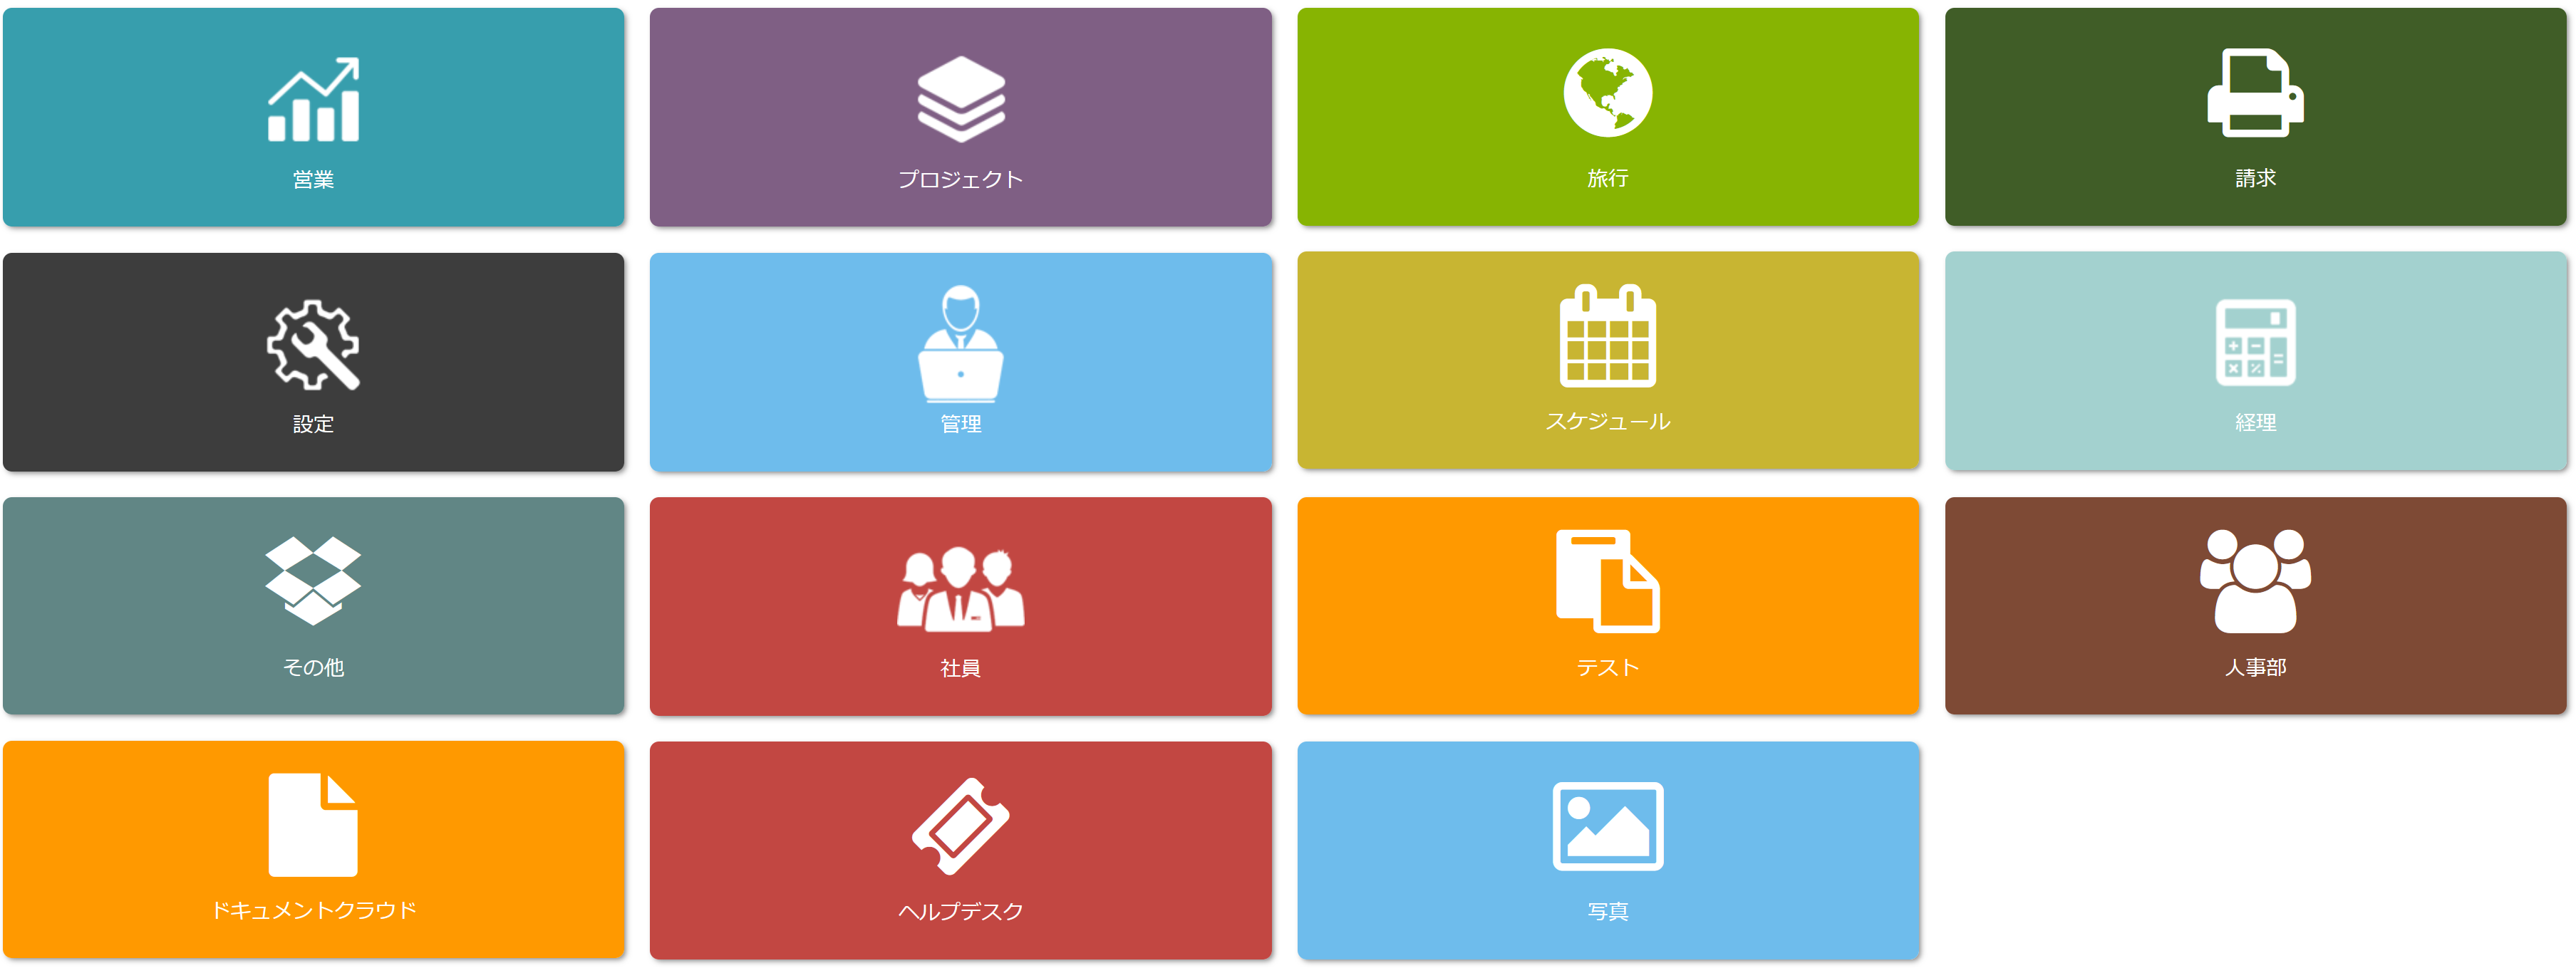 営業
プロジェクト
旅行
請求
設定
管理
スケジュール
経理
その他
社員
テスト
人事部
ドキュメントクラウド
ヘルプデスク
写真